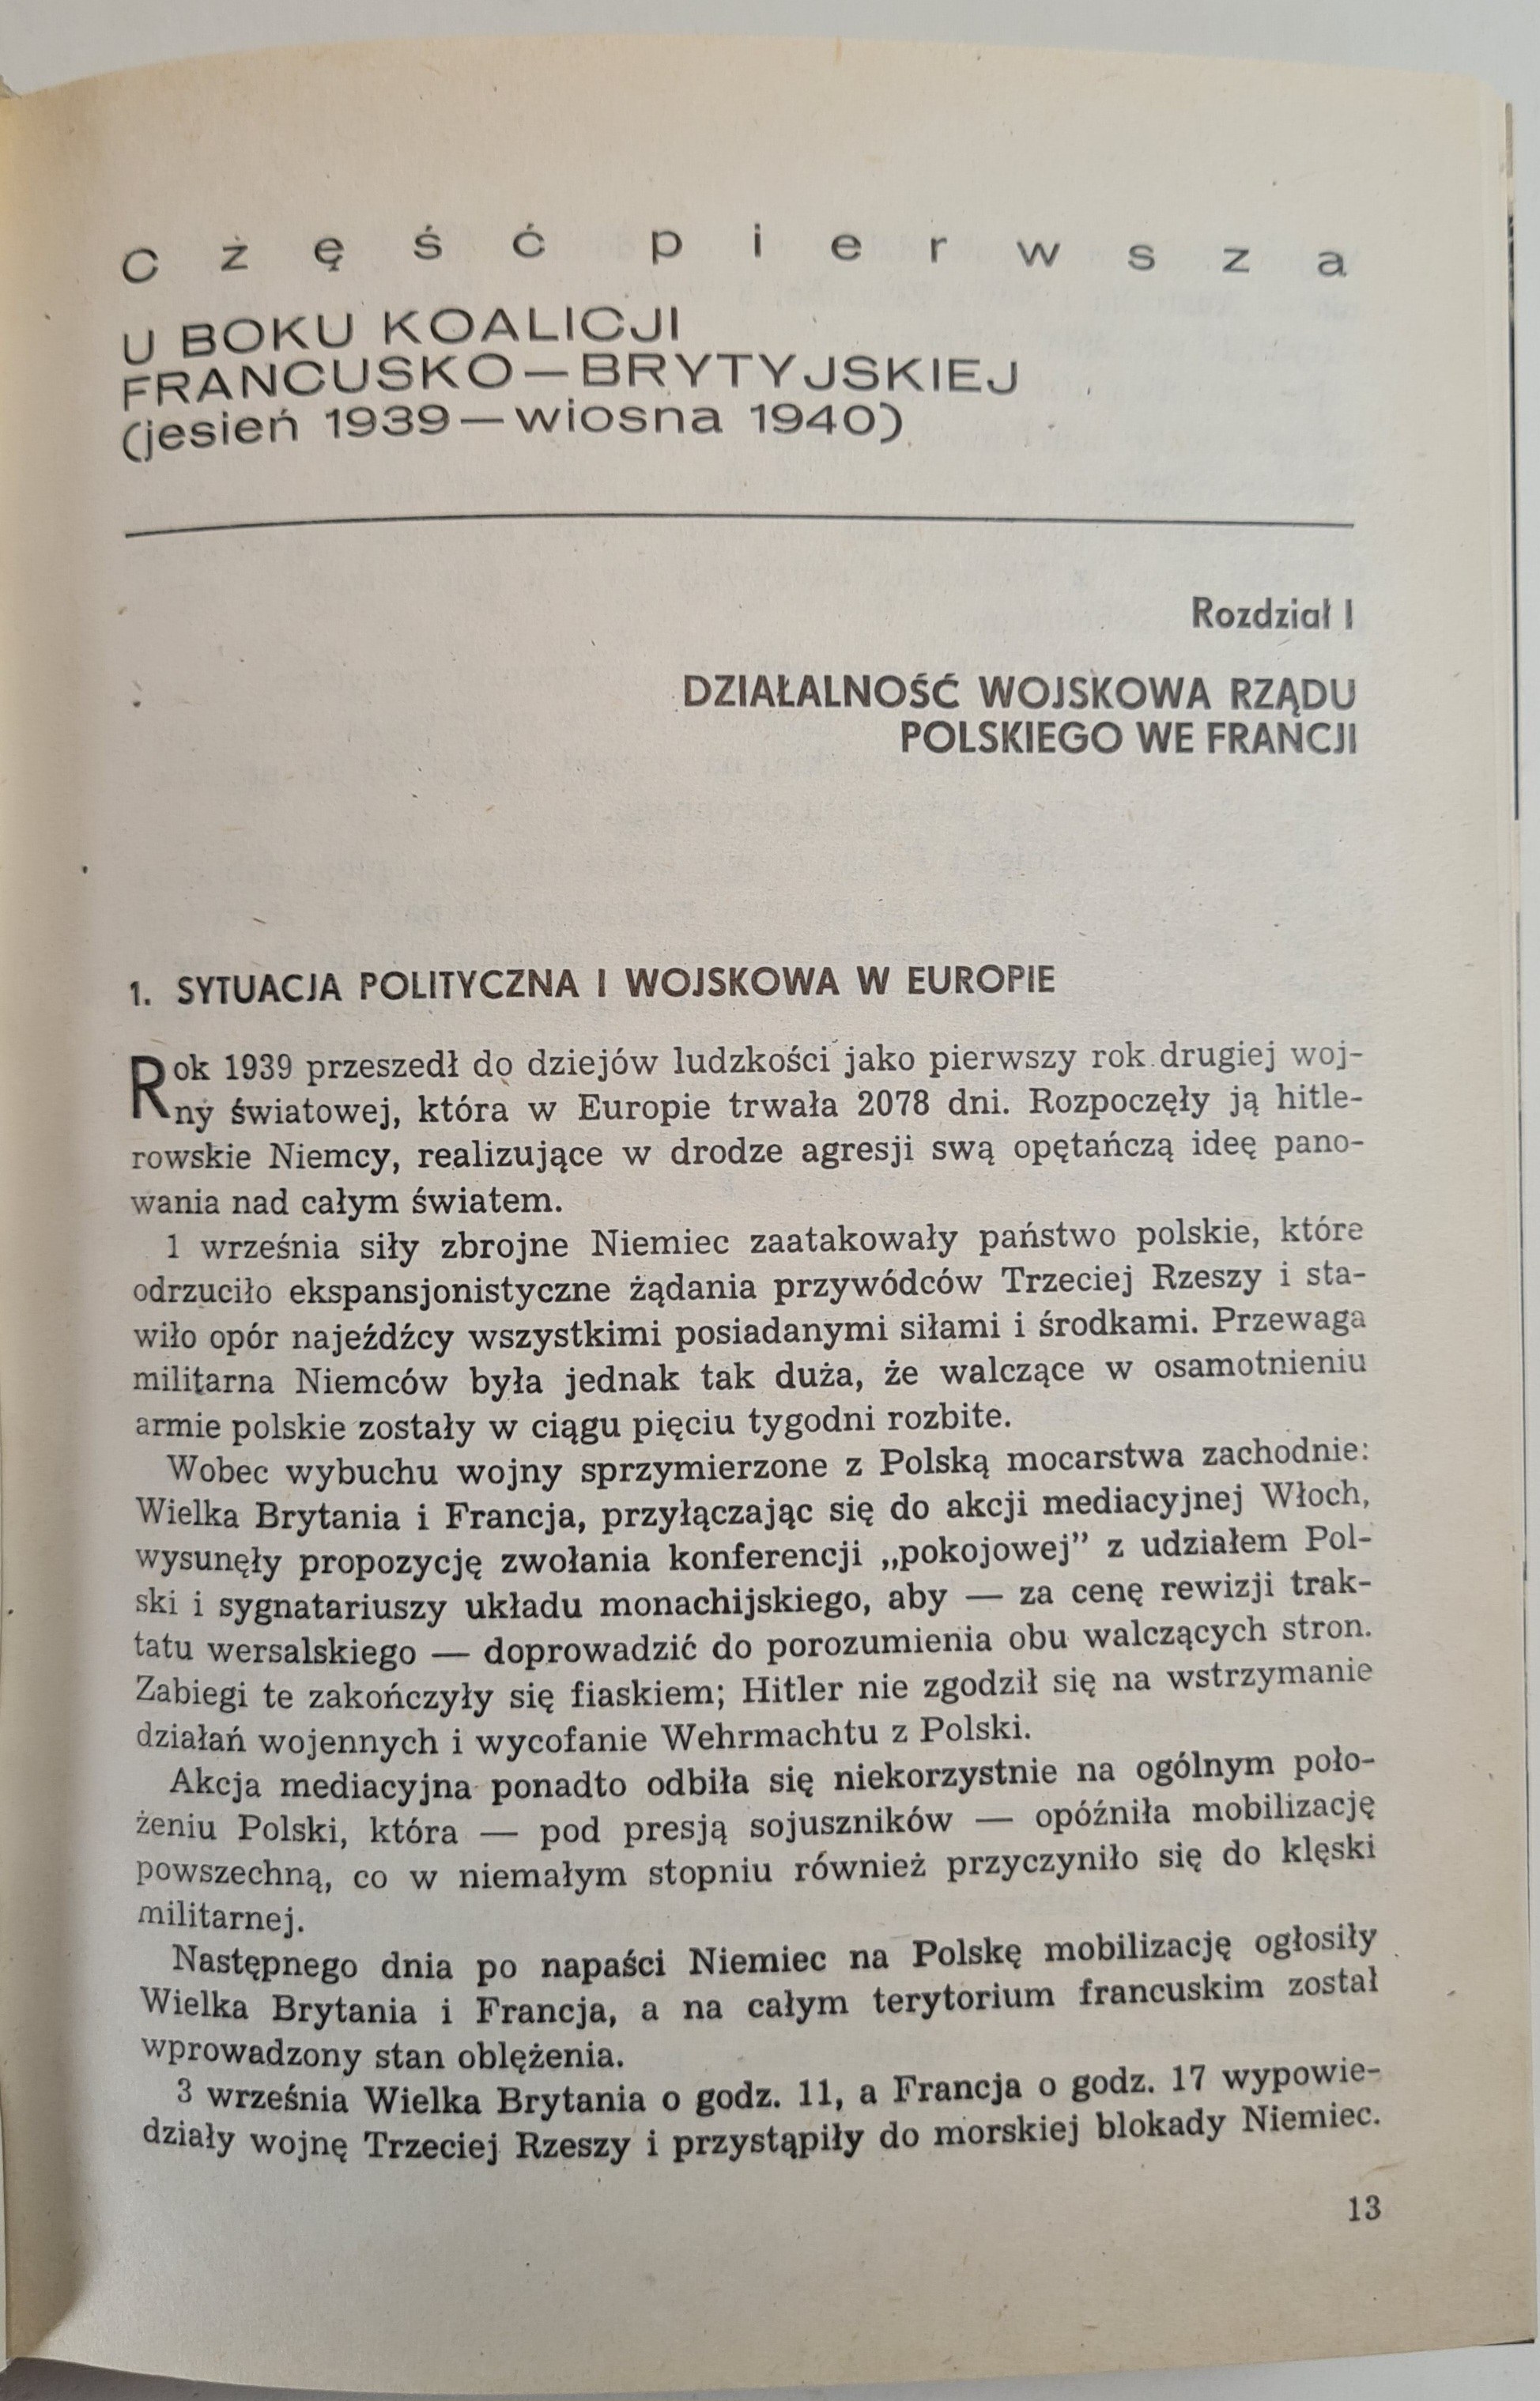 Część pierwsza
U BOKU KOALICJI
FRANCUSKO—BRYTYJSKIEJ
(jesień 1939—wiosna 1940)
Rozdział I
DZIAŁALNOŚĆ WOJSKOWA RZĄDU
POLSKIEGO WE FRANCJI
1. SYTUACJA POLITYCZNA I WOJSKOWA W EUROPIE
Rok 1939 przeszedł do dziejów ludzkości jako pierwszy rok drugiej woj-
ny światowej, która w Europie trwała 2078 dni. Rozpoczęły ją hitle-
rowskie Niemcy, realizujące w drodze agresji swą opętańczą ideę pano-
wania nad całym światem.
1 września siły zbrojne Niemiec zaatakowały państwo polskie, które
odrzuciło ekspansjonistyczne żądania przywódców Trzeciej Rzeszy i sta-
wiło opór najeźdźcy wszystkimi posiadanymi siłami i środkami. Przewaga
militarna Niemców była jednak tak duża, że walczące w osamotnieniu
armie polskie zostały w ciągu pięciu tygodni rozbite.
Wobec wybuchu wojny sprzymierzone z Polską mocarstwa zachodnie:
Wielka Brytania i Francja, przyłączając się do akcji mediacyjnej Włoch,
wysunęły propozycję zwołania konferencji „pokojowej” z udziałem Pol-
ski i sygnatariuszy układu monachijskiego, aby — za cenę rewizji trak-
tatu wersalskiego — doprowadzić do porozumienia obu walczących stron.
Zabiegi te zakończyły się fiaskiem; Hitler nie zgodził się na wstrzymanie
działań wojennych i wycofanie Wehrmachtu z Polski.
Akcja mediacyjna ponadto odbiła się niekorzystnie na ogólnym poło-
żeniu Polski, która — pod presją sojuszników — opóźniła mobilizację
powszechną, co w niemałym stopniu również przyczyniło się do klęski
militarnej.
Następnego dnia po napaści Niemiec na Polskę mobilizację ogłosiły
Wielka Brytania i Francja, a na całym terytorium francuskim został
wprowadzony stan oblężenia.
3 września Wielka Brytania o godz. 11, a Francja o godz. 17 wypowie-
działy wojnę Trzeciej Rzeszy i przystąpiły do morskiej blokady Niemiec.
13